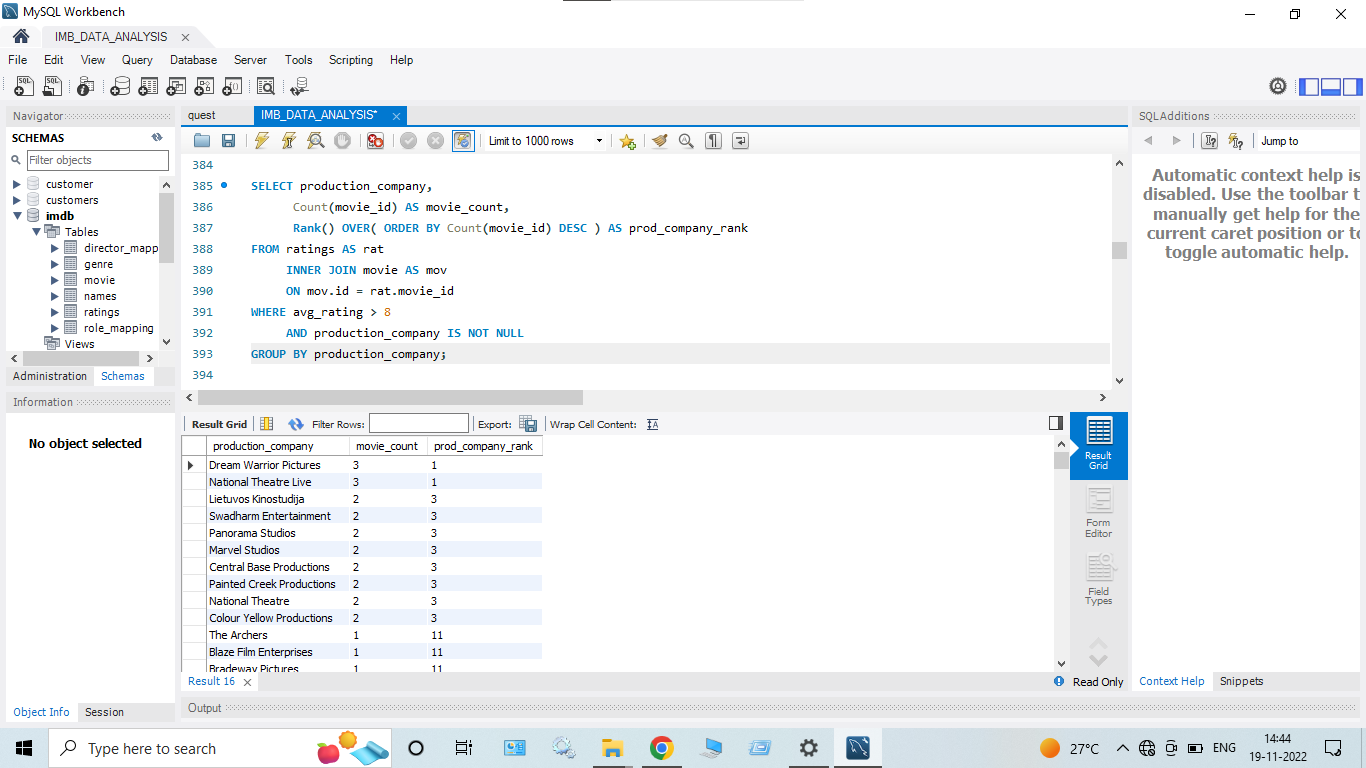 MySQL Workbench
IMB_DATA_ANALYSIS
File Edit View Query Database Server Tools Scripting Help
Navigator
SCHEMAS
Filter objects
customer
customers
imdb
Tables
director_mapp
genre
movie
names
ratings
role_mapping
Views
Administration Schemas
Information
No object selected
Object Info Session
quest IMB_DATA_ANALYSIS*
Limit to 1000 rows
384
385 SELECT production_company,
386 Count(movie_id) AS movie_count,
387 Rank() OVER( ORDER BY Count(movie_id) DESC ) AS prod_company_rank
388 FROM ratings AS rat
389 INNER JOIN movie AS mov
390 ON mov.id = rat.movie_id
391 WHERE avg_rating > 8
392 AND production_company IS NOT NULL
393 GROUP BY production_company;
394
Result Grid Filter Rows: Export: Wrap Cell Content:
production_company movie_count prod_company_rank
Dream Warrior Pictures 3 1
National Theatre Live 3 1
Lietuvos Kinostudija 2 3
Swadharm Entertainment 2 3
Panorama Studios 2 3
Marvel Studios 2 3
Central Base Productions 2 3
Painted Creek Productions 2 3
National Theatre 2 3
Colour Yellow Productions 2 3
The Archers 1 11
Blaze Film Enterprises 1 11
Bradeway Pictures 1 11
Result Grid
Form Editor
Field Types
Result 16
Read Only
Output
SQLAdditions
Jump to
Automatic context help is
disabled. Use the toolbar t
manually get help for the
current caret position or to
toggle automatic help.
Context Help Snippets
Type here to search
27°C
ENG
14:44
19-11-2022